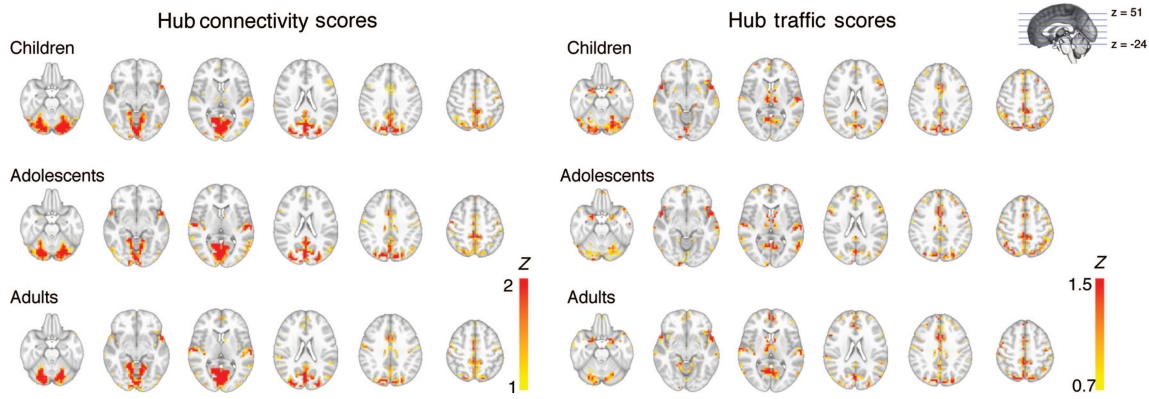 Hub connectivity scores
Hub traffic scores
z = 51
z = -24
Children
Children
Adolescents
Adolescents
Adults
Adults
Z
2
1
Z
1.5
0.7